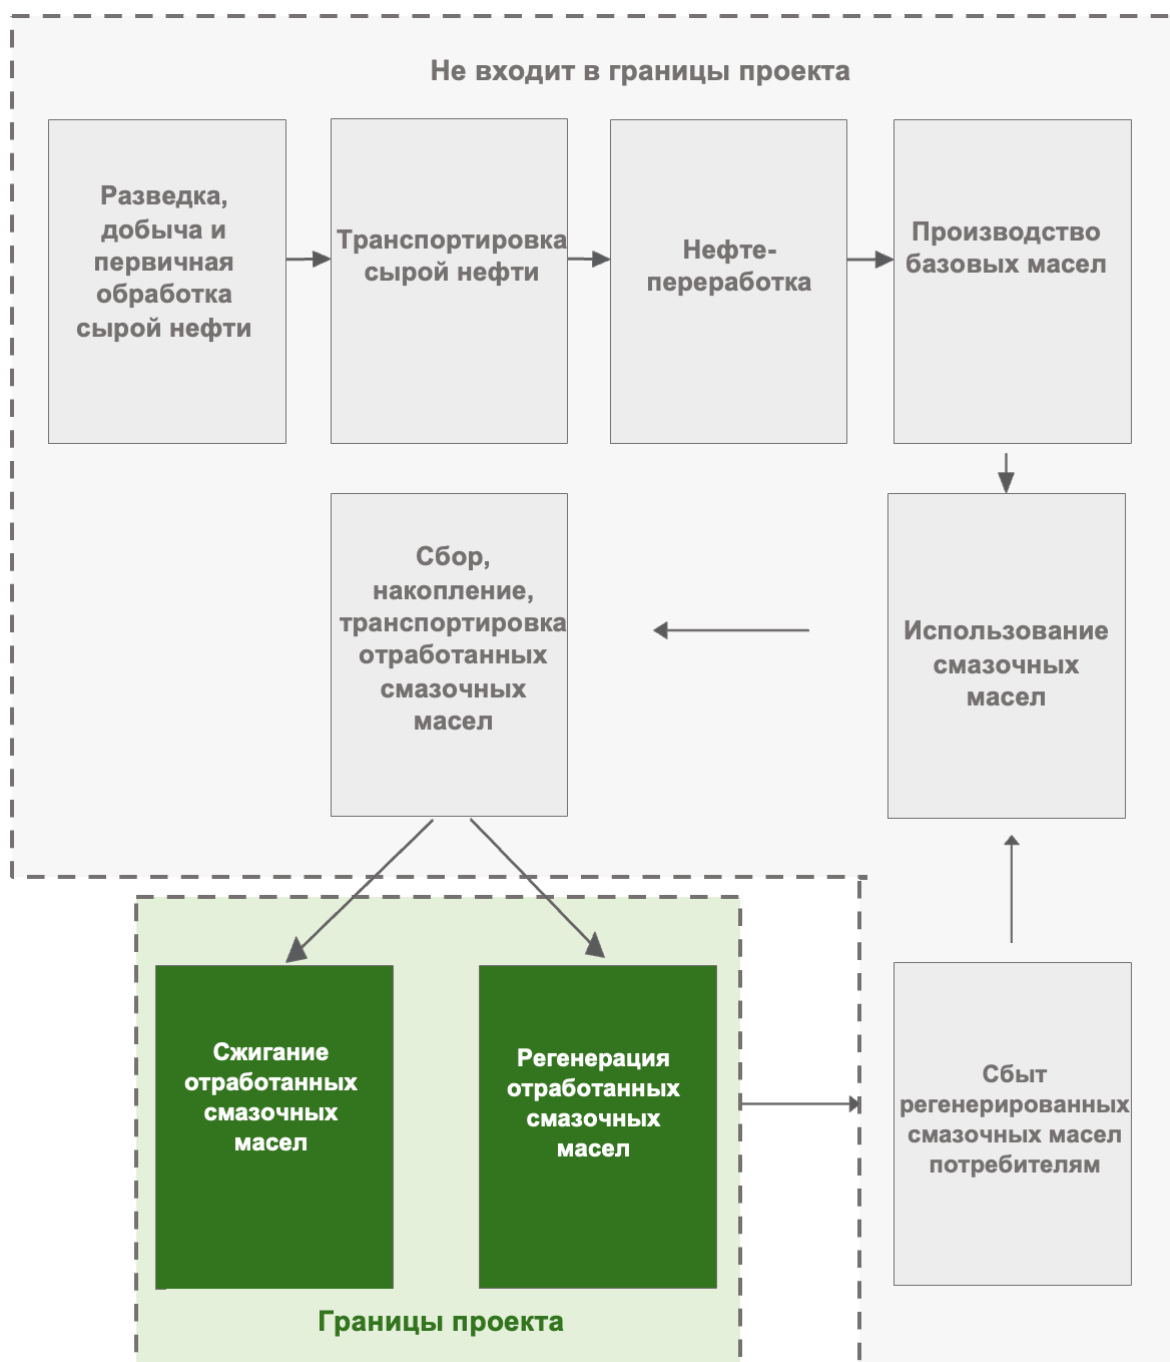 Не входит в границы проекта
Разведка,
добыча и
первичная
обработка
сырой нефти
Транспортировка
сырой нефти
Нефте-
переработка
Производство
базовых масел
Сбор,
накопление,
транспортировка
отработанных
смазочных
масел
Использование
смазочных
масел
Сжигание
отработанных
смазочных
масел
Регенерация
отработанных
смазочных
масел
Сбыт
регенерированных
смазочных масел
потребителям
Границы проекта